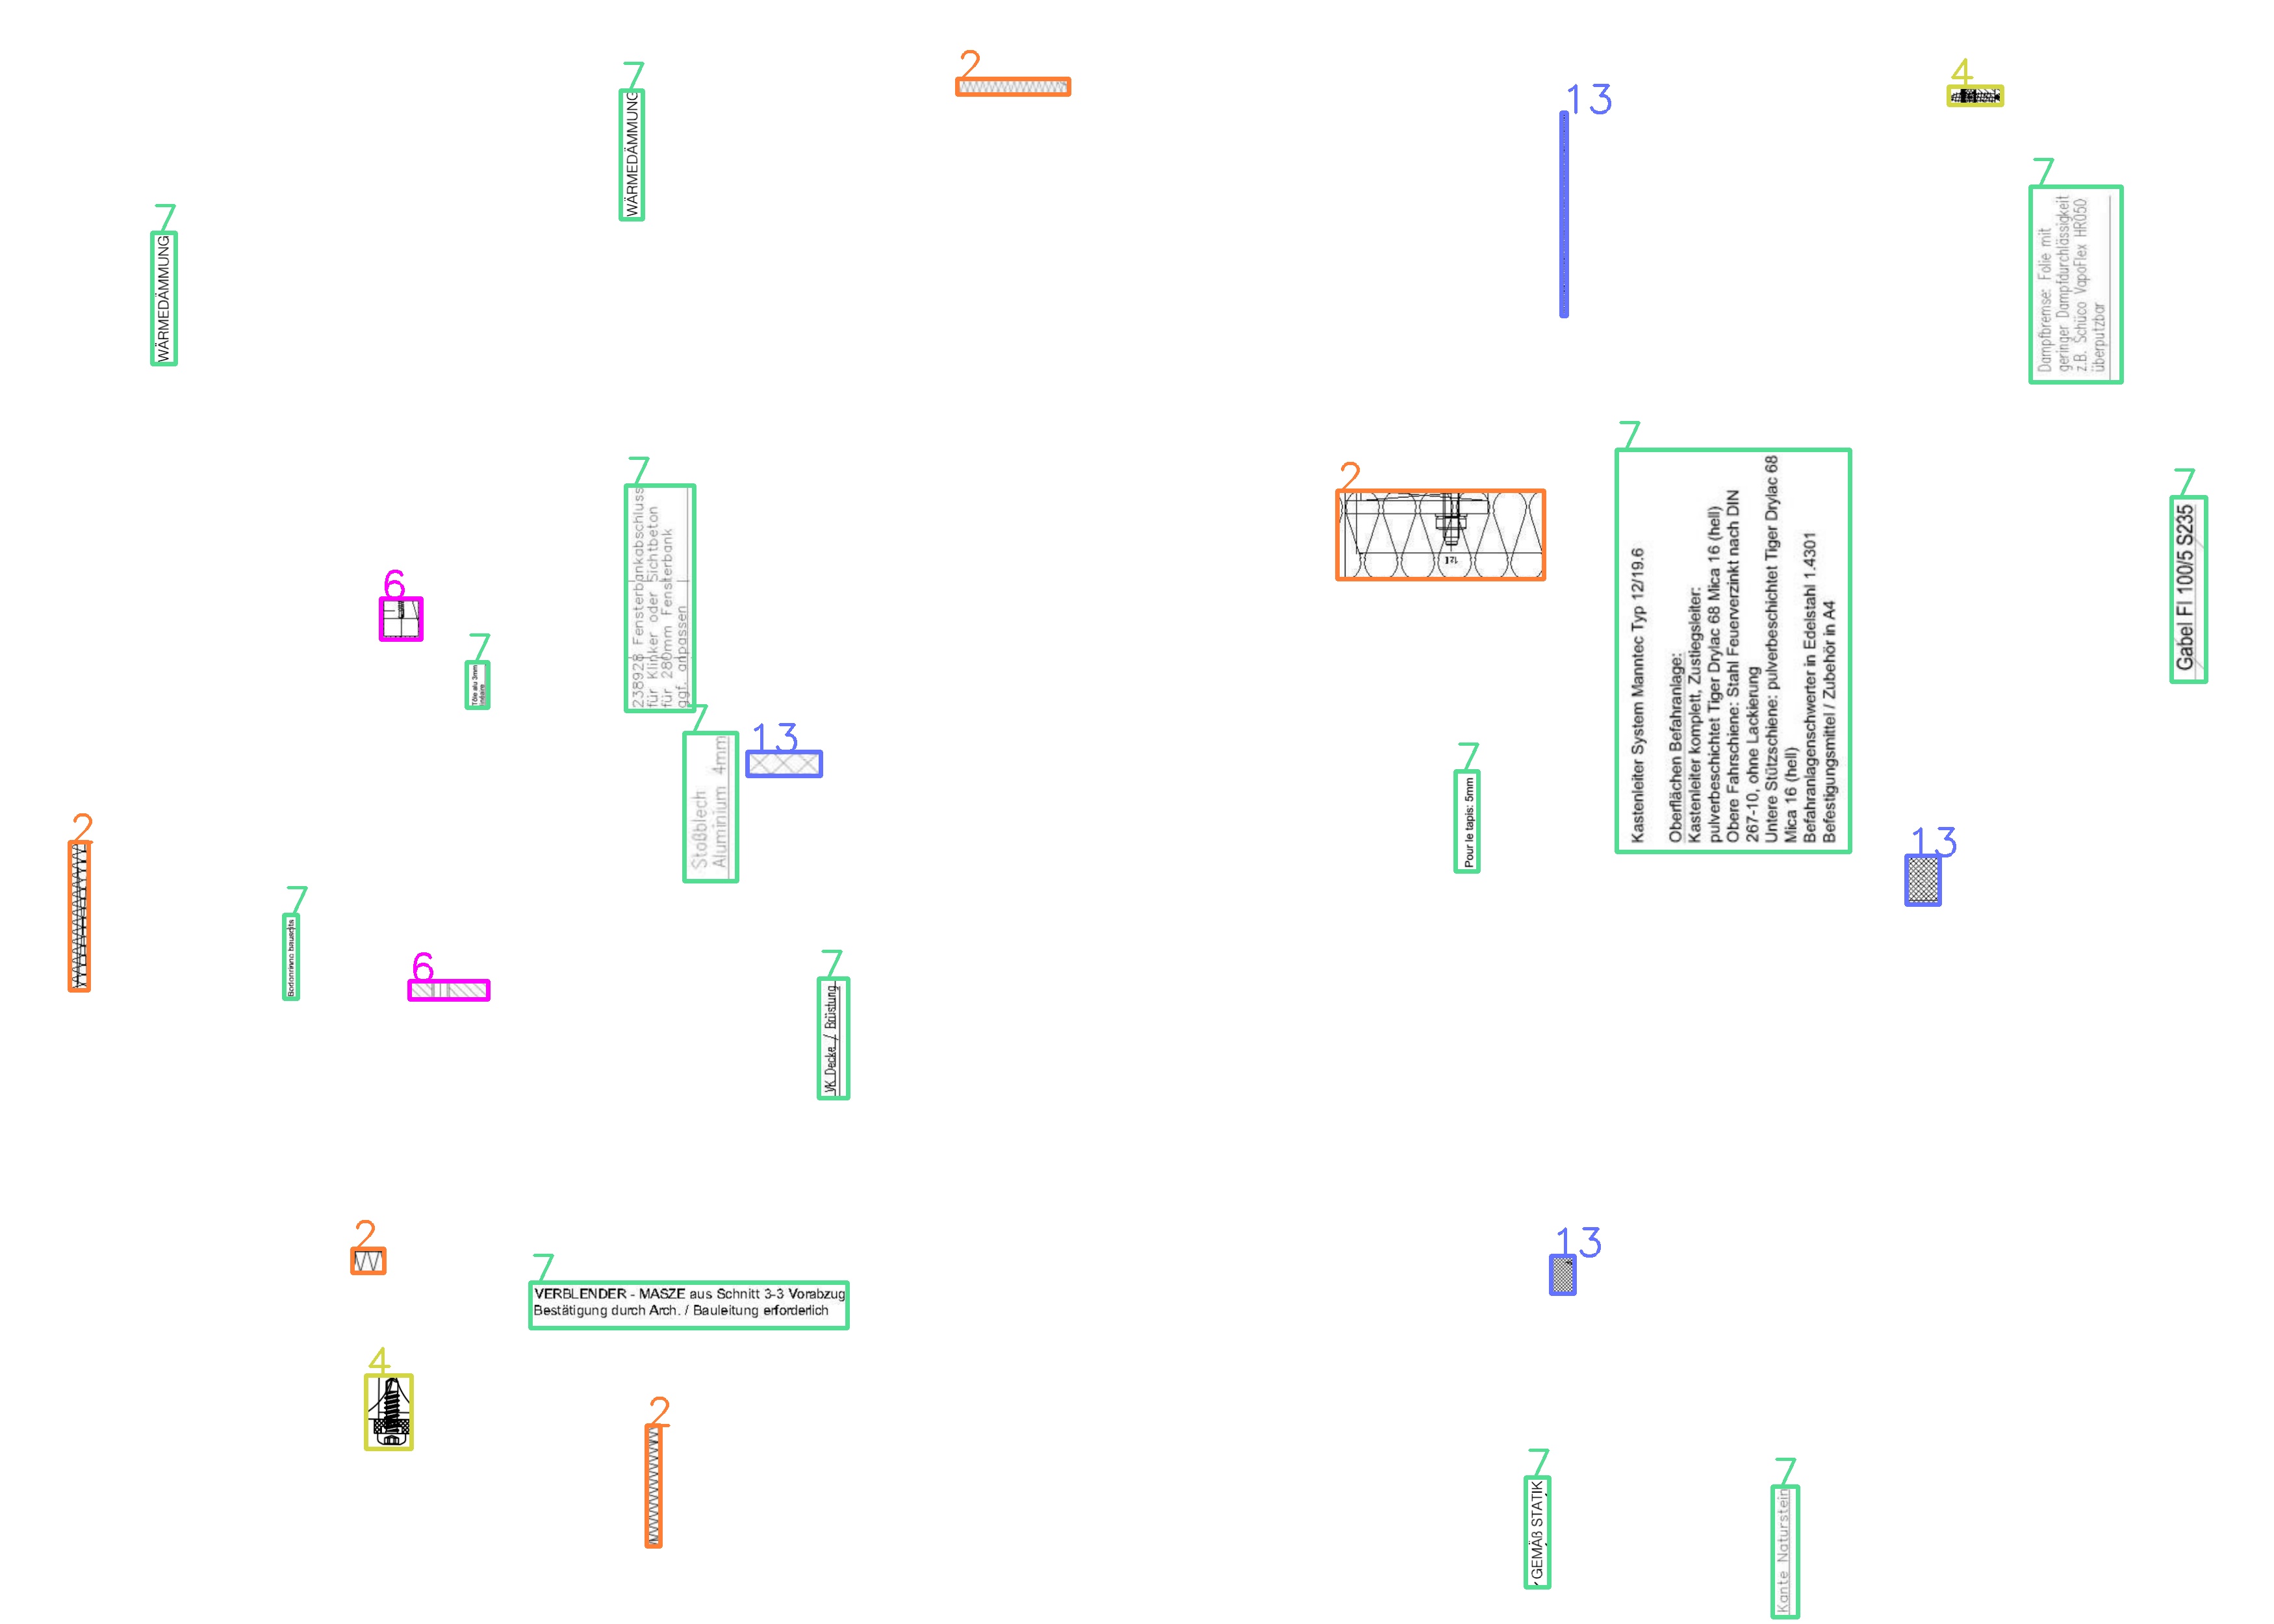 7
2
13
4
7
WÄRMEDÄMMUNG
7
WÄRMEDÄMMUNG
7
Dampfbremse: Folie mit
geringer Dampfdurchlässigkeit
z.B. Schüco VapoFlex HR050
überputzbar
7
238928 Fensterbankabschluss
für Klinker oder Sichtbeton
für 280mm Fensterbank
ggf. anpassen
2
7
Kastenleiter System Manntec Typ 12/19.6
Oberflächen Befahranlage:
Kastenleiter komplett, Zustiegsleiter:
pulverbeschichtet Tiger Drylac 68 Mica 16 (hell)
Obere Fahrschiene: Stahl Feuerverzinkt nach DIN
267-10, ohne Lackierung
Untere Stützschiene: pulverbeschichtet Tiger Drylac 68
Mica 16 (hell)
Befahranlagenschwerter in Edelstahl 1.4301
Befestigungsmittel / Zubehör in A4
7
Gabel Fl 100/5 S235
6
7
Tôle alu 3mm
7
Stoßblech
Aluminium 4mm
13
7
Pour le tapis: 5mm
13
2
7
Bodenrinne bauseits
6
7
VK Decke / Brüstung
2
7
VERBLENDER - MASZE aus Schnitt 3-3 Vorabzug
Bestätigung durch Arch. / Bauleitung erforderlich
13
4
2
7
GEMÄß STATIK
7
Kante Naturstein